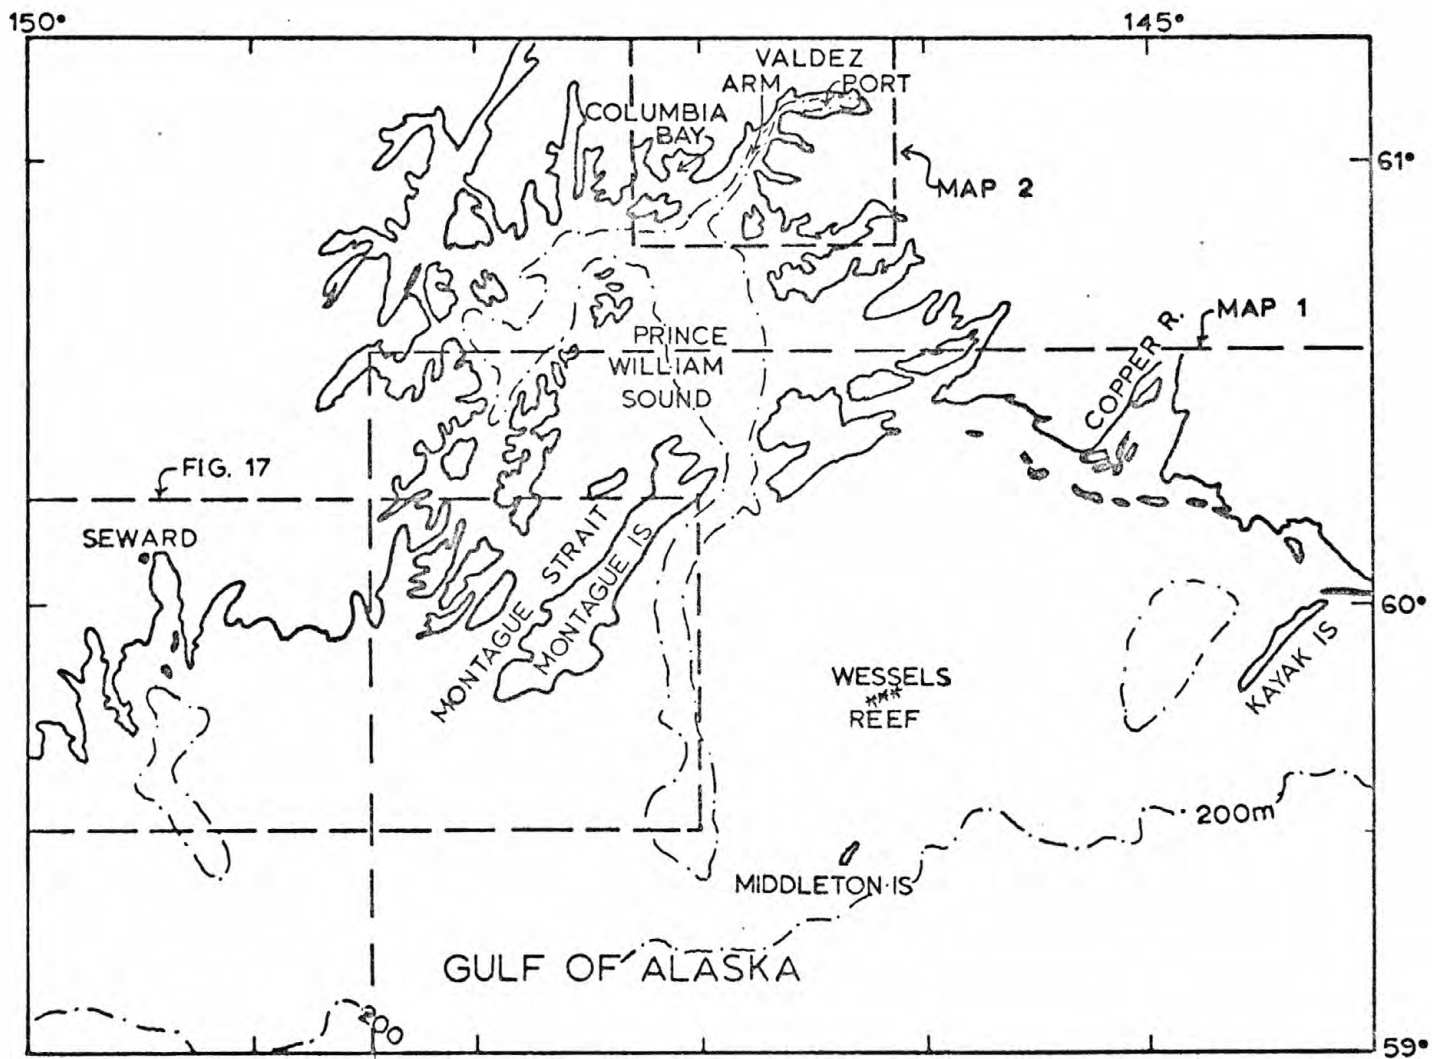 150°
145°
VALDEZ
ARM
PORT
COLUMBIA
BAY
61°
MAP 2
MAP 1
COPPER R.
PRINCE
WILLIAM
SOUND
FIG. 17
SEWARD
MONTAGUE STRAIT
MONTAGUE IS
60°
KAYAK IS
WESSELS
REEF
200m
MIDDLETON IS
GULF OF ALASKA
200
59°